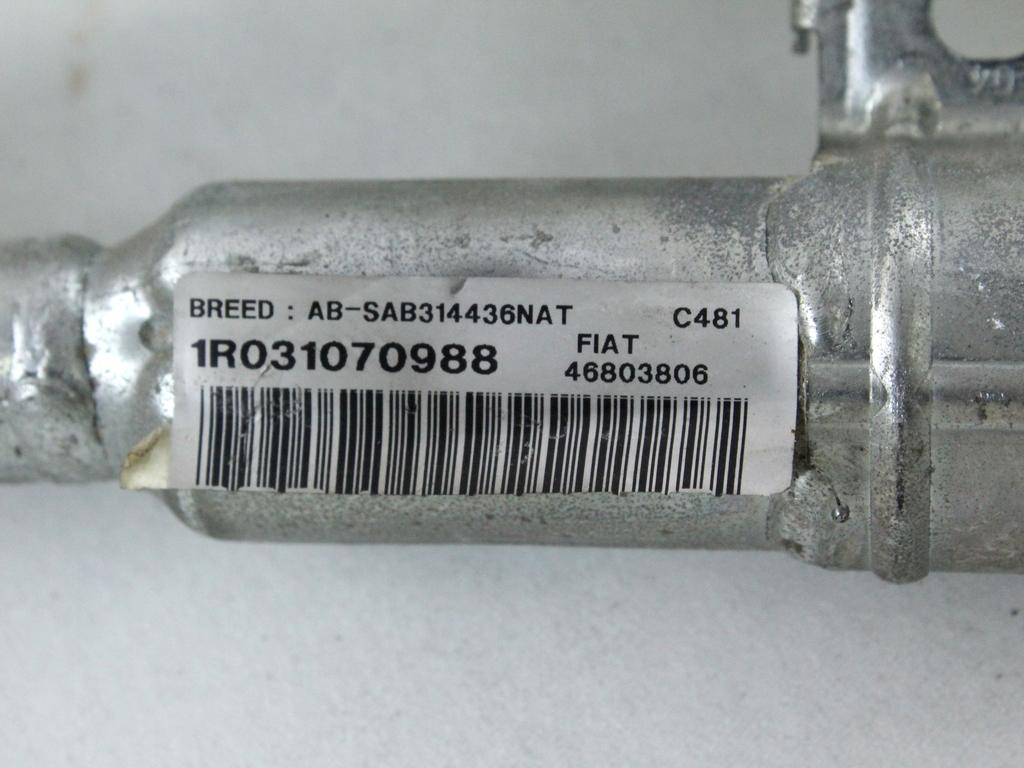 BREED : AB-SAB314436NAT C481
1R031070988 FIAT
46803806